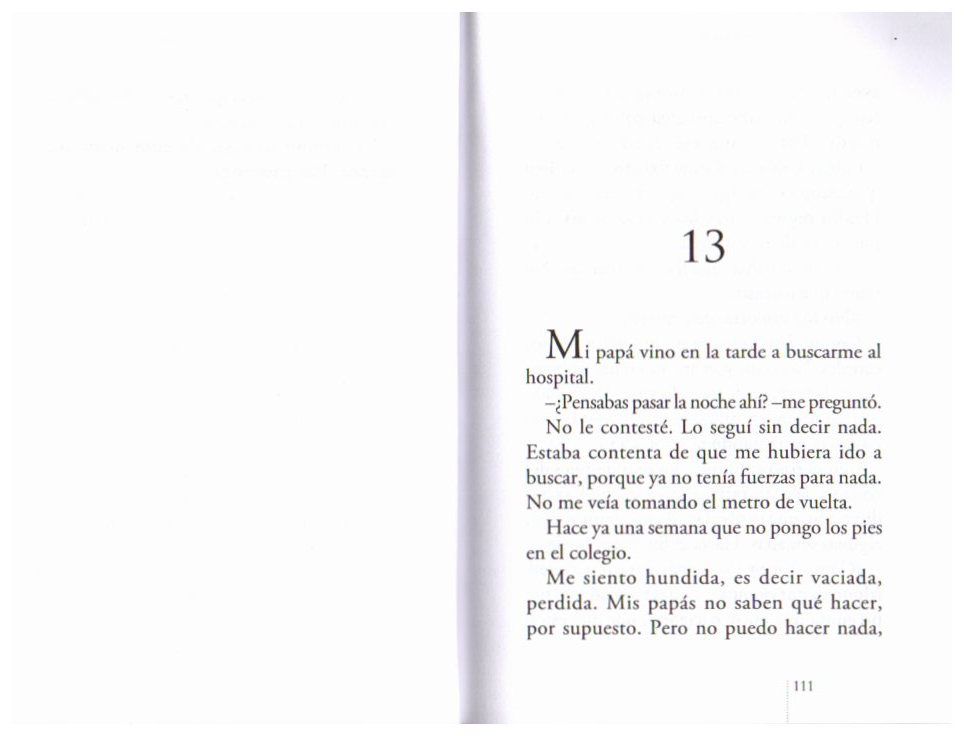 13
Mi papá vino en la tarde a buscarme al
hospital.
–¿Pensabas pasar la noche ahí? –me preguntó.
No le contesté. Lo seguí sin decir nada.
Estaba contenta de que me hubiera ido a
buscar, porque ya no tenía fuerzas para nada.
No me veía tomando el metro de vuelta.
Hace ya una semana que no pongo los pies
en el colegio.
Me siento hundida, es decir vaciada,
perdida. Mis papás no saben qué hacer,
por supuesto. Pero no puedo hacer nada,
111